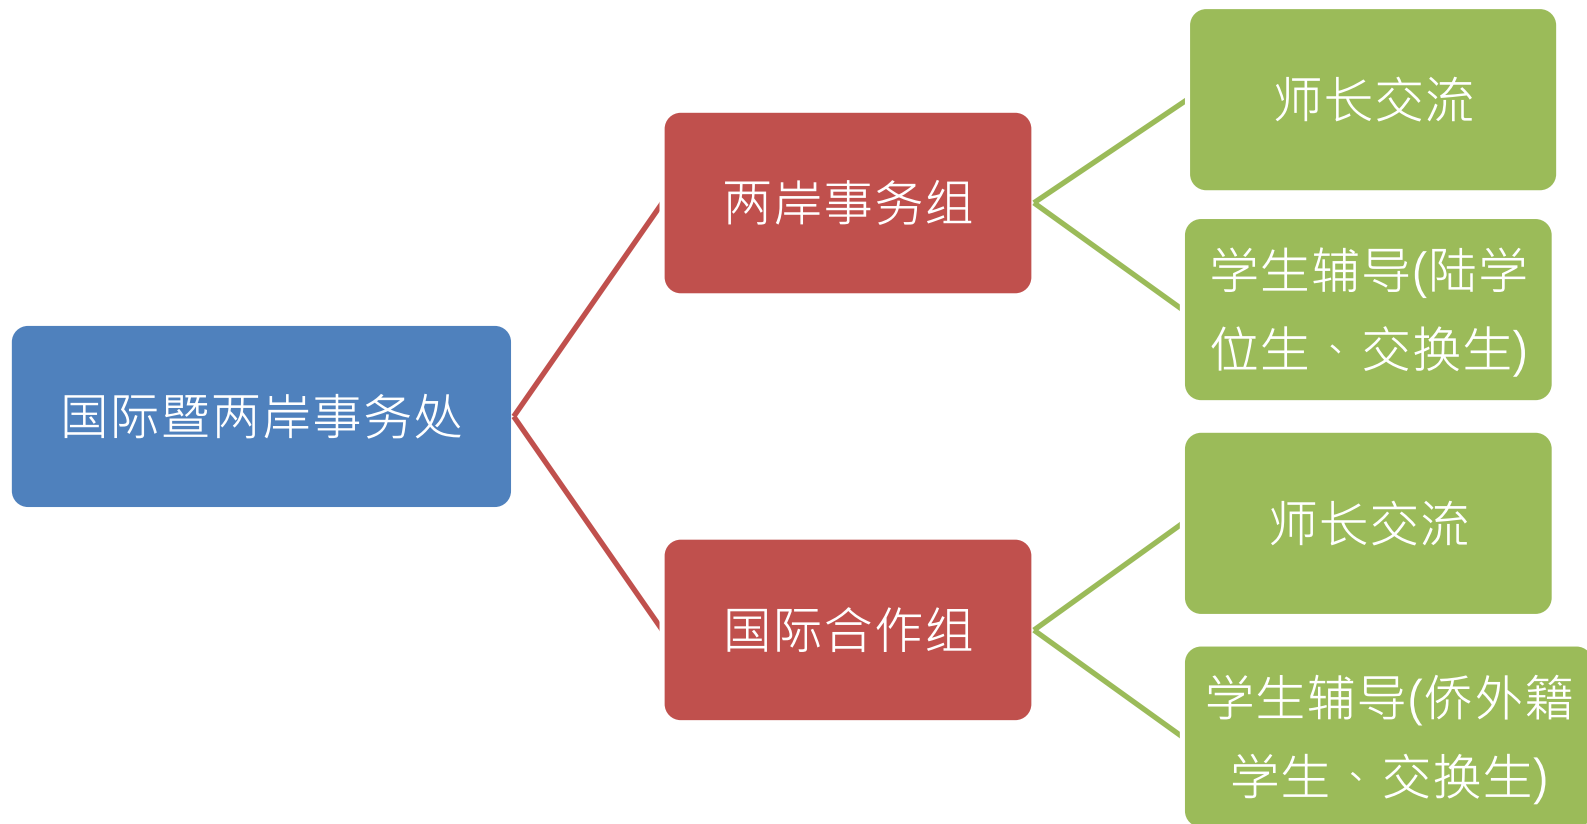 国际暨两岸事务处
两岸事务组
师长交流
学生辅导(陆学
位生、交换生)
国际合作组
师长交流
学生辅导(侨外籍
学生、交换生)